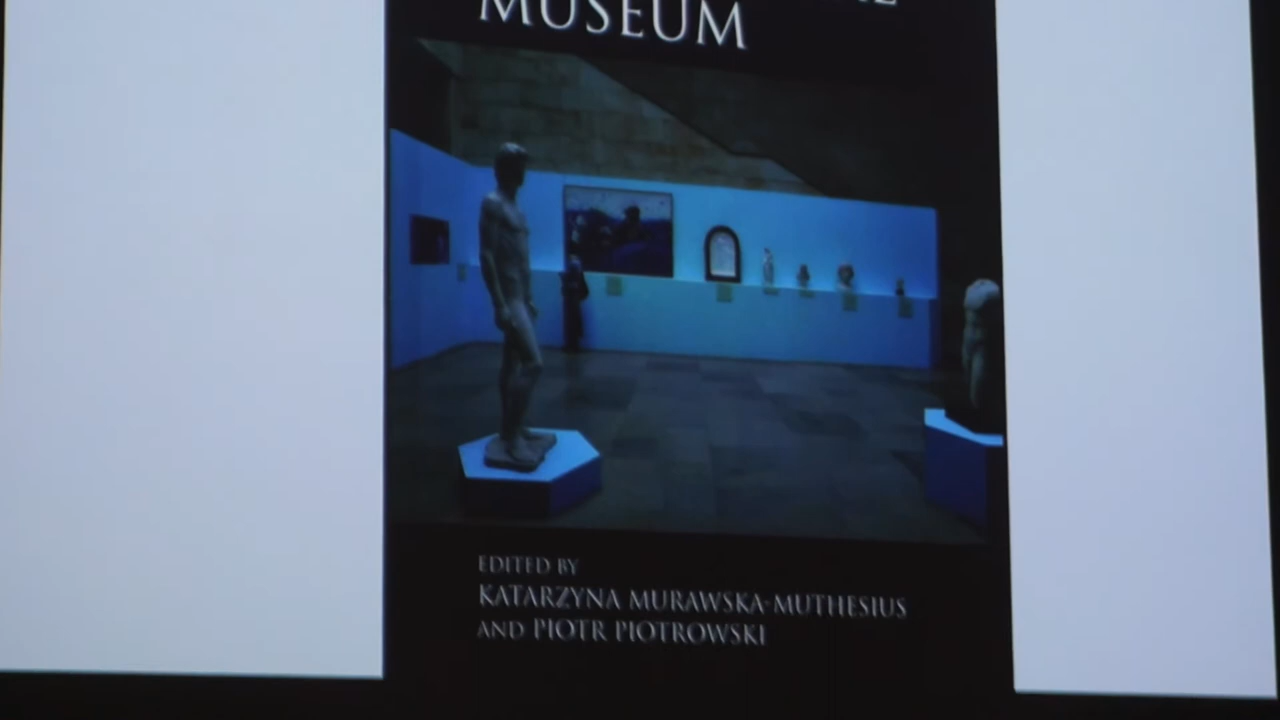 MUSEUM
EDITED BY
KATARZYNA MURAWSKA-MUTHESIUS
AND PIOTR PIOTROWSKI